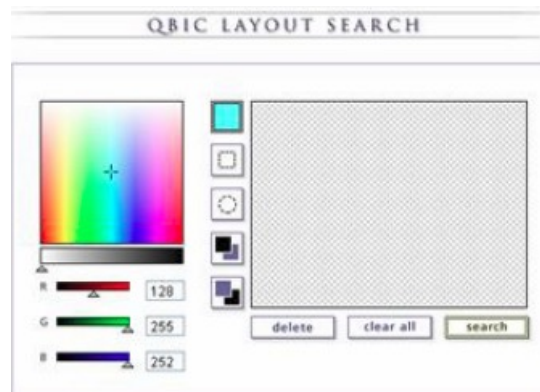 QBIC LAYOUT SEARCH
R 128
G 255
B 252
delete clear all search